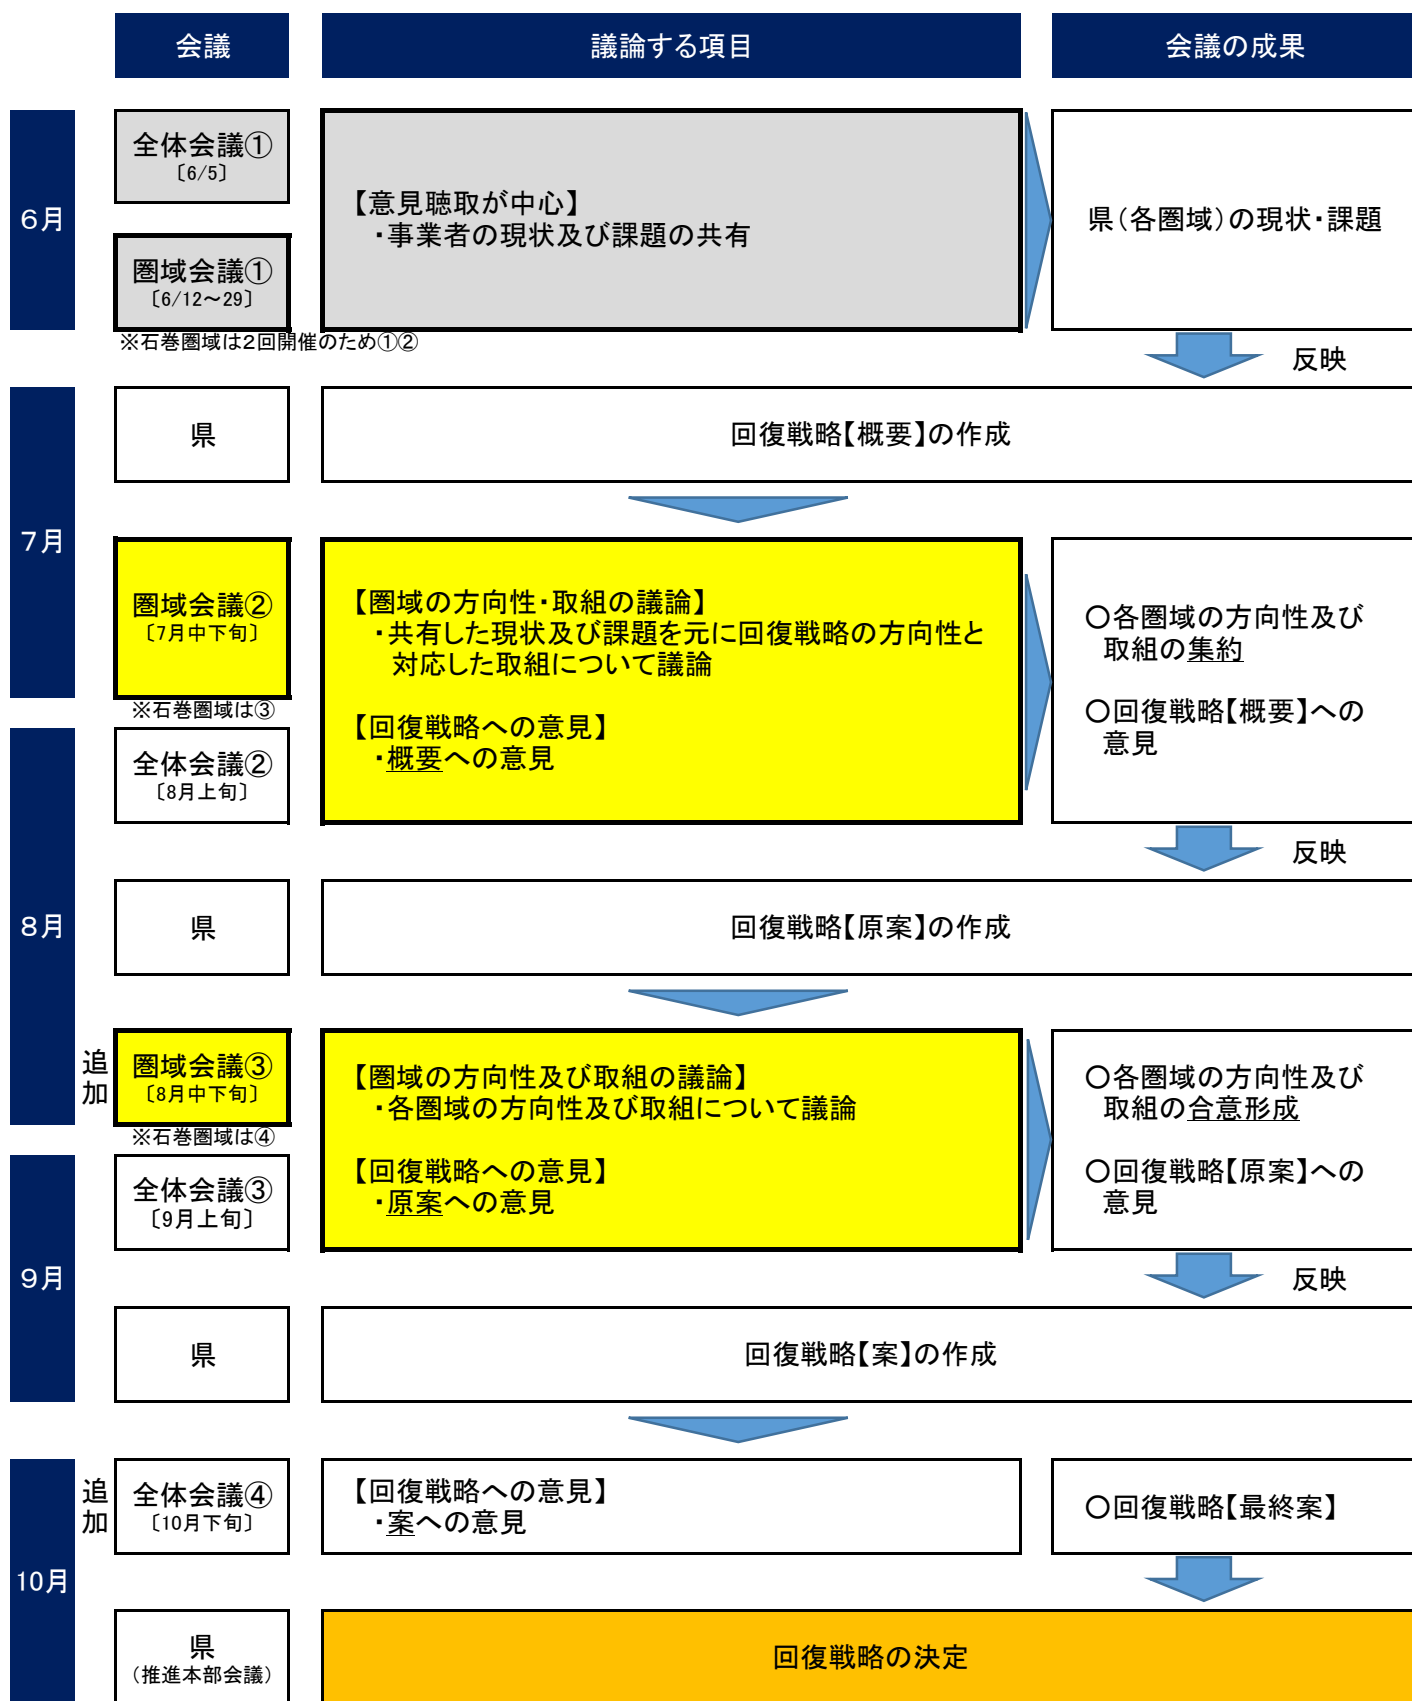 会議
議論する項目
会議の成果
6月
全体会議①
〔6/5〕
圏域会議①
〔6/12～29〕
※石巻圏域は2回開催のため①②
【意見聴取が中心】
・事業者の現状及び課題の共有
県(各圏域)の現状・課題
反映
7月
県
回復戦略【概要】の作成
圏域会議②
〔7月中下旬〕
※石巻圏域は③
【圏域の方向性・取組の議論】
・共有した現状及び課題を元に回復戦略の方向性と
対応した取組について議論
【回復戦略への意見】
・概要への意見
〇各圏域の方向性及び
取組の集約
〇回復戦略【概要】への
意見
8月
全体会議②
〔8月上旬〕
反映
県
回復戦略【原案】の作成
追加
圏域会議③
〔8月中下旬〕
※石巻圏域は④
【圏域の方向性及び取組の議論】
・各圏域の方向性及び取組について議論
【回復戦略への意見】
・原案への意見
〇各圏域の方向性及び
取組の合意形成
〇回復戦略【原案】への
意見
9月
全体会議③
〔9月上旬〕
反映
県
回復戦略【案】の作成
10月
追加
全体会議④
〔10月下旬〕
【回復戦略への意見】
・案への意見
〇回復戦略【最終案】
県
(推進本部会議)
回復戦略の決定